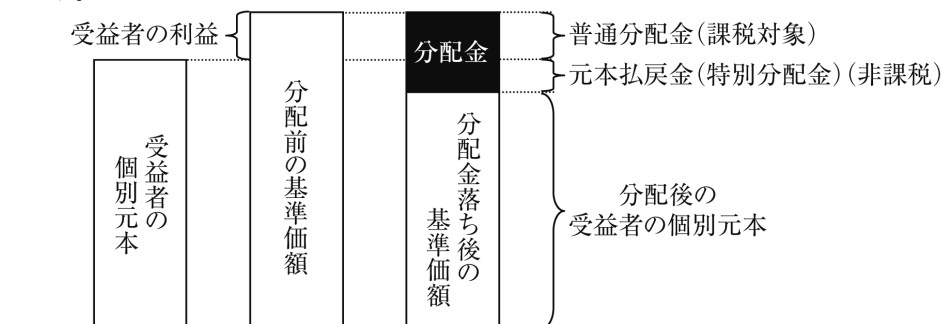 受益者の利益
分配金
普通分配金（課税対象）
元本払戻金（特別分配金）（非課税）
受益者の
個別元本
分配前の基準価額
分配金落ち後の
基準価額
分配後の
受益者の個別元本